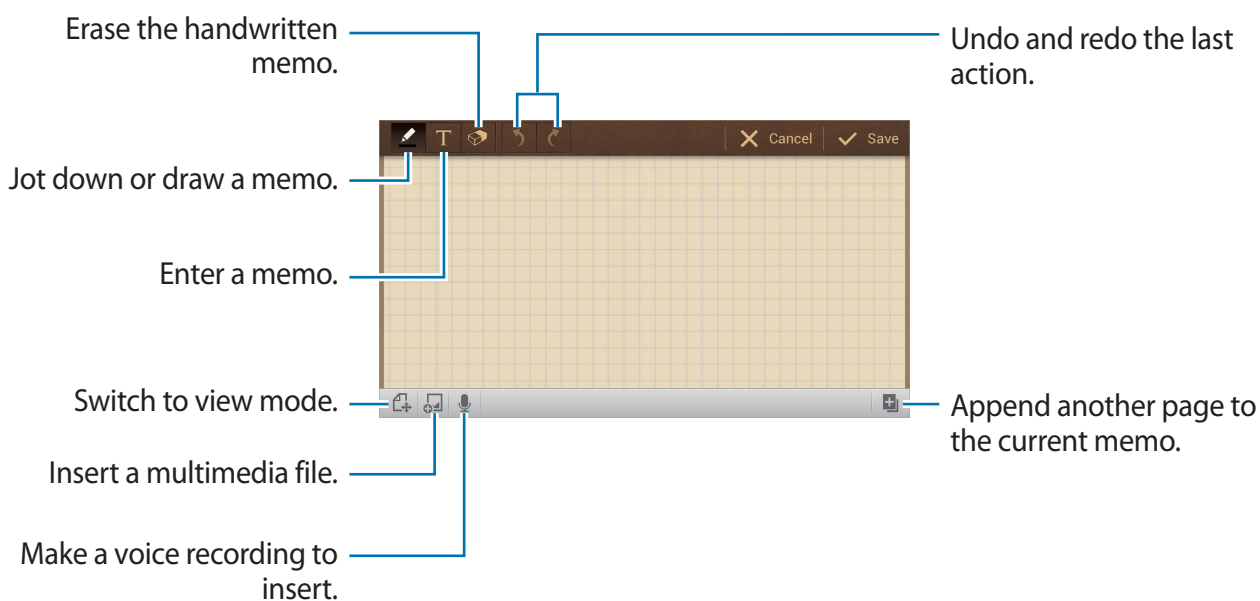 Erase the handwritten
memo.
Undo and redo the last
action.
T
Cancel
Save
Jot down or draw a memo.
Enter a memo.
Switch to view mode.
Append another page to
the current memo.
Insert a multimedia file.
Make a voice recording to
insert.